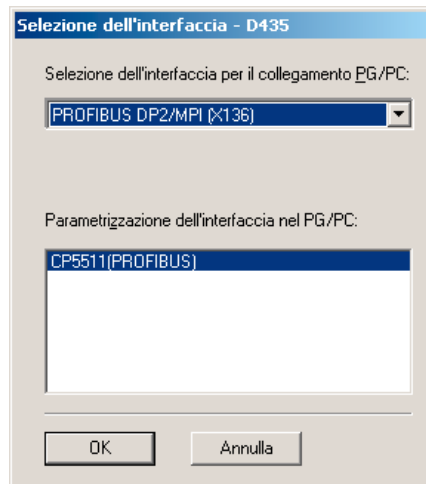 Selezione dell'interfaccia - D435
Selezione dell'interfaccia per il collegamento PG/PC:
PROFIBUS DP2/MPI (X136)
Parametrizzazione dell'interfaccia nel PG/PC:
CP5511(PROFIBUS)
OK
Annulla